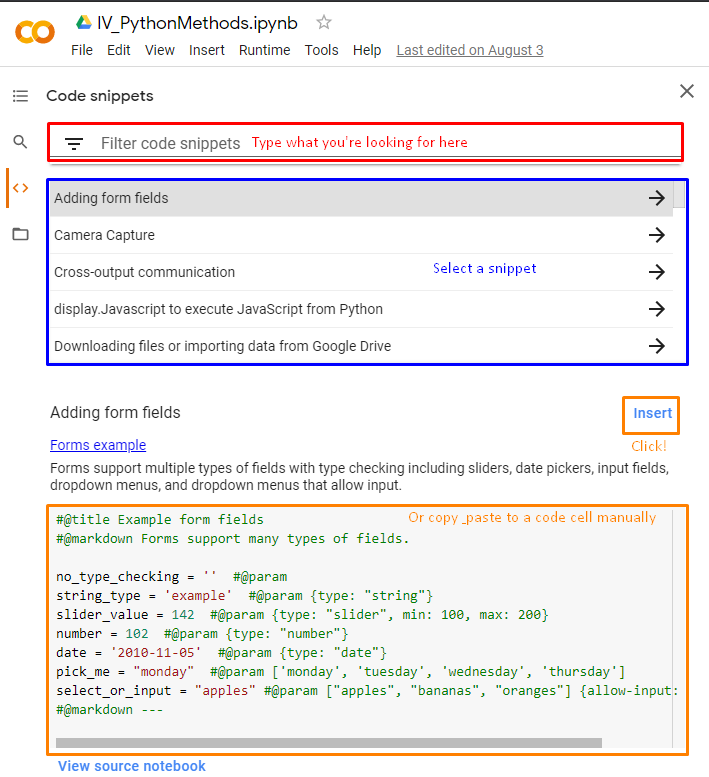 IV_PythonMethods.ipynb
File Edit View Insert Runtime Tools Help Last edited on August 3
Code snippets
Filter code snippets Type what you're looking for here
Adding form fields
Camera Capture
Cross-output communication
Select a snippet
display.Javascript to execute JavaScript from Python
Downloading files or importing data from Google Drive
Adding form fields
Insert
Forms example
Click!
Forms support multiple types of fields with type checking including sliders, date pickers, input fields,
dropdown menus, and dropdown menus that allow input.
Or copy_paste to a code cell manually
#@title Example form fields
#@markdown Forms support many types of fields.
no_type_checking = ''  #@param
string_type = 'example'  #@param {type: "string"}
slider_value = 142  #@param {type: "slider", min: 100, max: 200}
number = 102  #@param {type: "number"}
date = '2010-11-05'  #@param {type: "date"}
pick_me = "monday"  #@param ['monday', 'tuesday', 'wednesday', 'thursday']
select_or_input = "apples" #@param ["apples", "bananas", "oranges"] {allow-input:
#@markdown ---
View source notebook